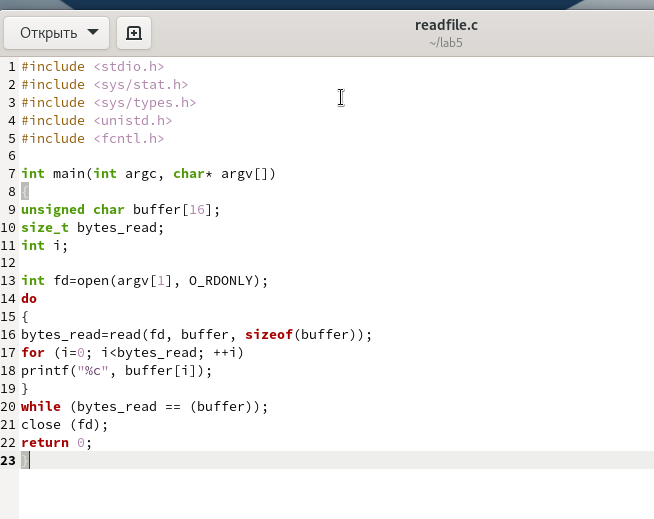 Открыть
readfile.c
~/lab5
1 #include <stdio.h>
2 #include <sys/stat.h>
3 #include <sys/types.h>
4 #include <unistd.h>
5 #include <fcntl.h>
6
7 int main(int argc, char* argv[])
8 {
9 unsigned char buffer[16];
10 size_t bytes_read;
11 int i;
12
13 int fd=open(argv[1], O_RDONLY);
14 do
15 {
16 bytes_read=read(fd, buffer, sizeof(buffer));
17 for (i=0; i<bytes_read; ++i)
18 printf("%c", buffer[i]);
19 }
20 while (bytes_read == (buffer));
21 close (fd);
22 return 0;
23 }